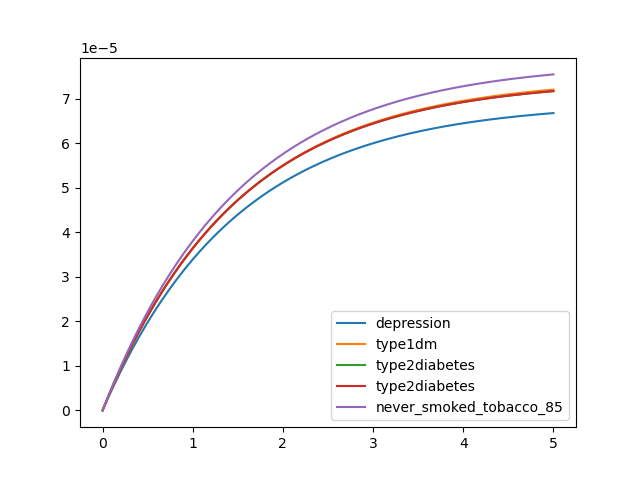 1e−5
7
6
5
4
3
2
1
0
0 1 2 3 4 5
depression
type1dm
type2diabetes
type2diabetes
never_smoked_tobacco_85